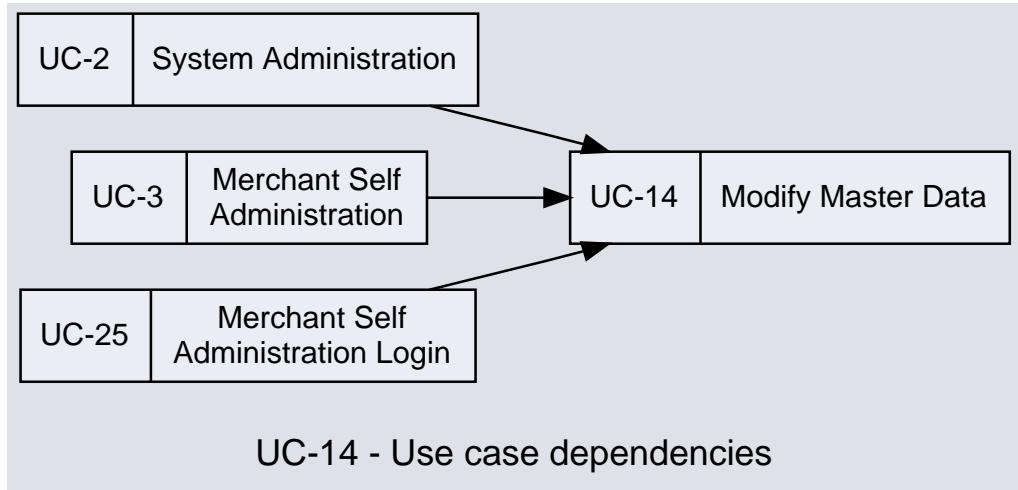 UC-2 System Administration
UC-3 Merchant Self
Administration
UC-14 Modify Master Data
UC-25 Merchant Self
Administration Login
UC-14 - Use case dependencies